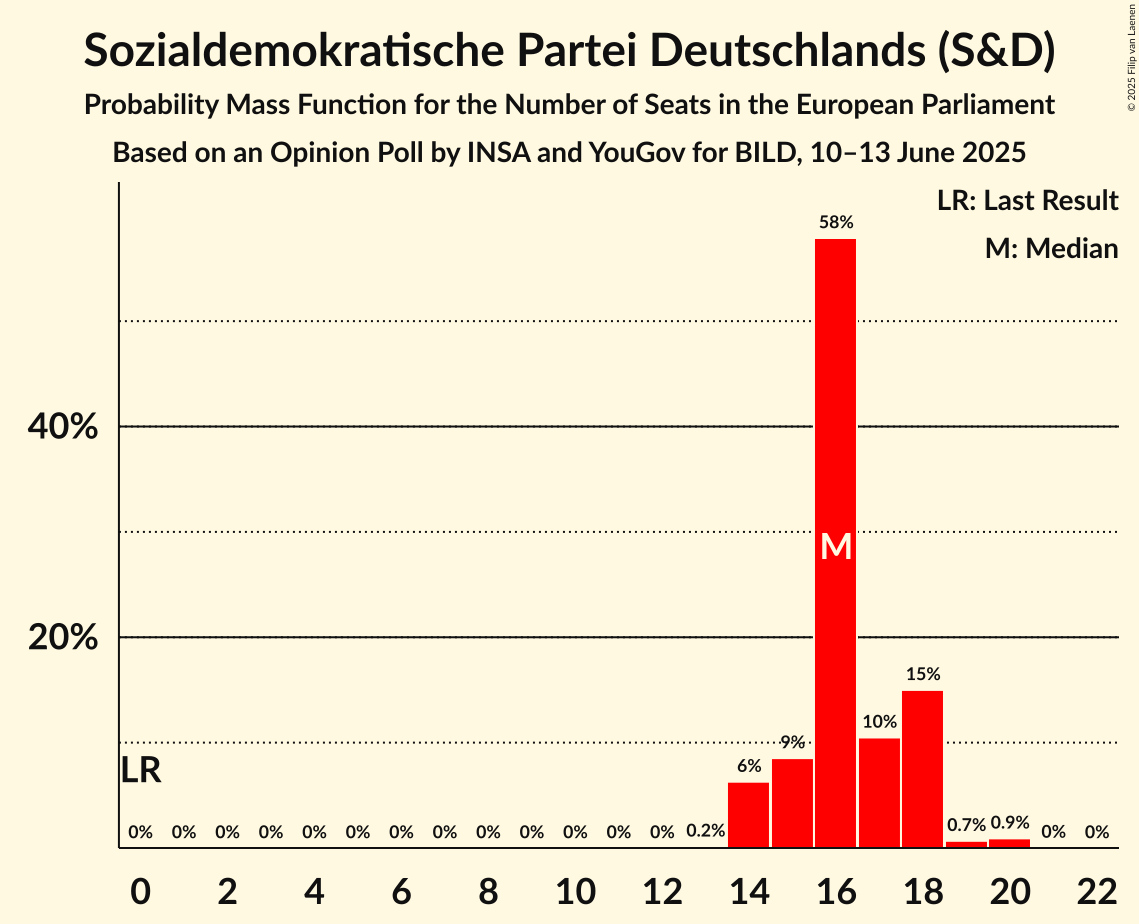 Sozialdemokratische Partei Deutschlands (S&D)
Probability Mass Function for the Number of Seats in the European Parliament
Based on an Opinion Poll by INSA and YouGov for BILD, 10–13 June 2025
© 2025 Filip van Laenen
LR: Last Result
M: Median
58%
40%
M
20%
15%
10%
9%
6%
LR
0% 0% 0% 0% 0% 0% 0% 0% 0% 0% 0% 0% 0% 0.2% 0.7% 0.9% 0% 0%
0 2 4 6 8 10 12 14 16 18 20 22